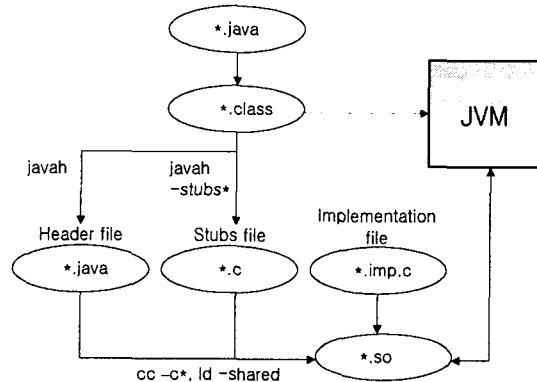 *.java
*.class
JVM
javah
javah
-stubs*
Header file
Stubs file
Implementation
file
*.java
*.c
*.imp.c
*.so
cc -c*, ld -shared